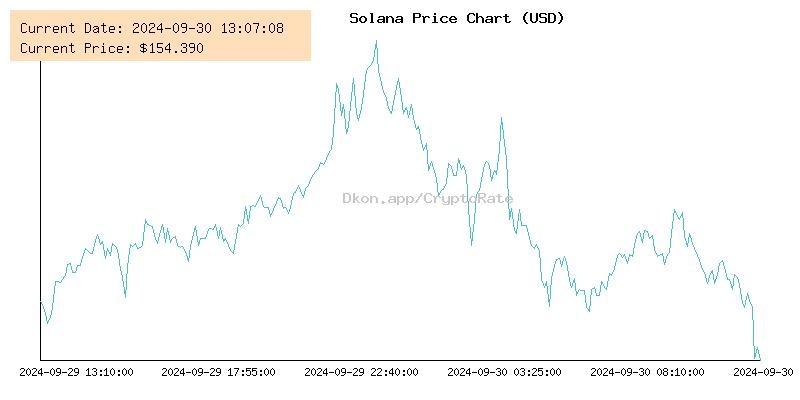 Solana Price Chart (USD)
Current Date: 2024-09-30 13:07:08
Current Price: $154.390
Dkon.app/CryptoRate
2024-09-29 13:10:00 2024-09-29 17:55:00 2024-09-29 22:40:00 2024-09-30 03:25:00 2024-09-30 08:10:00 2024-09-30